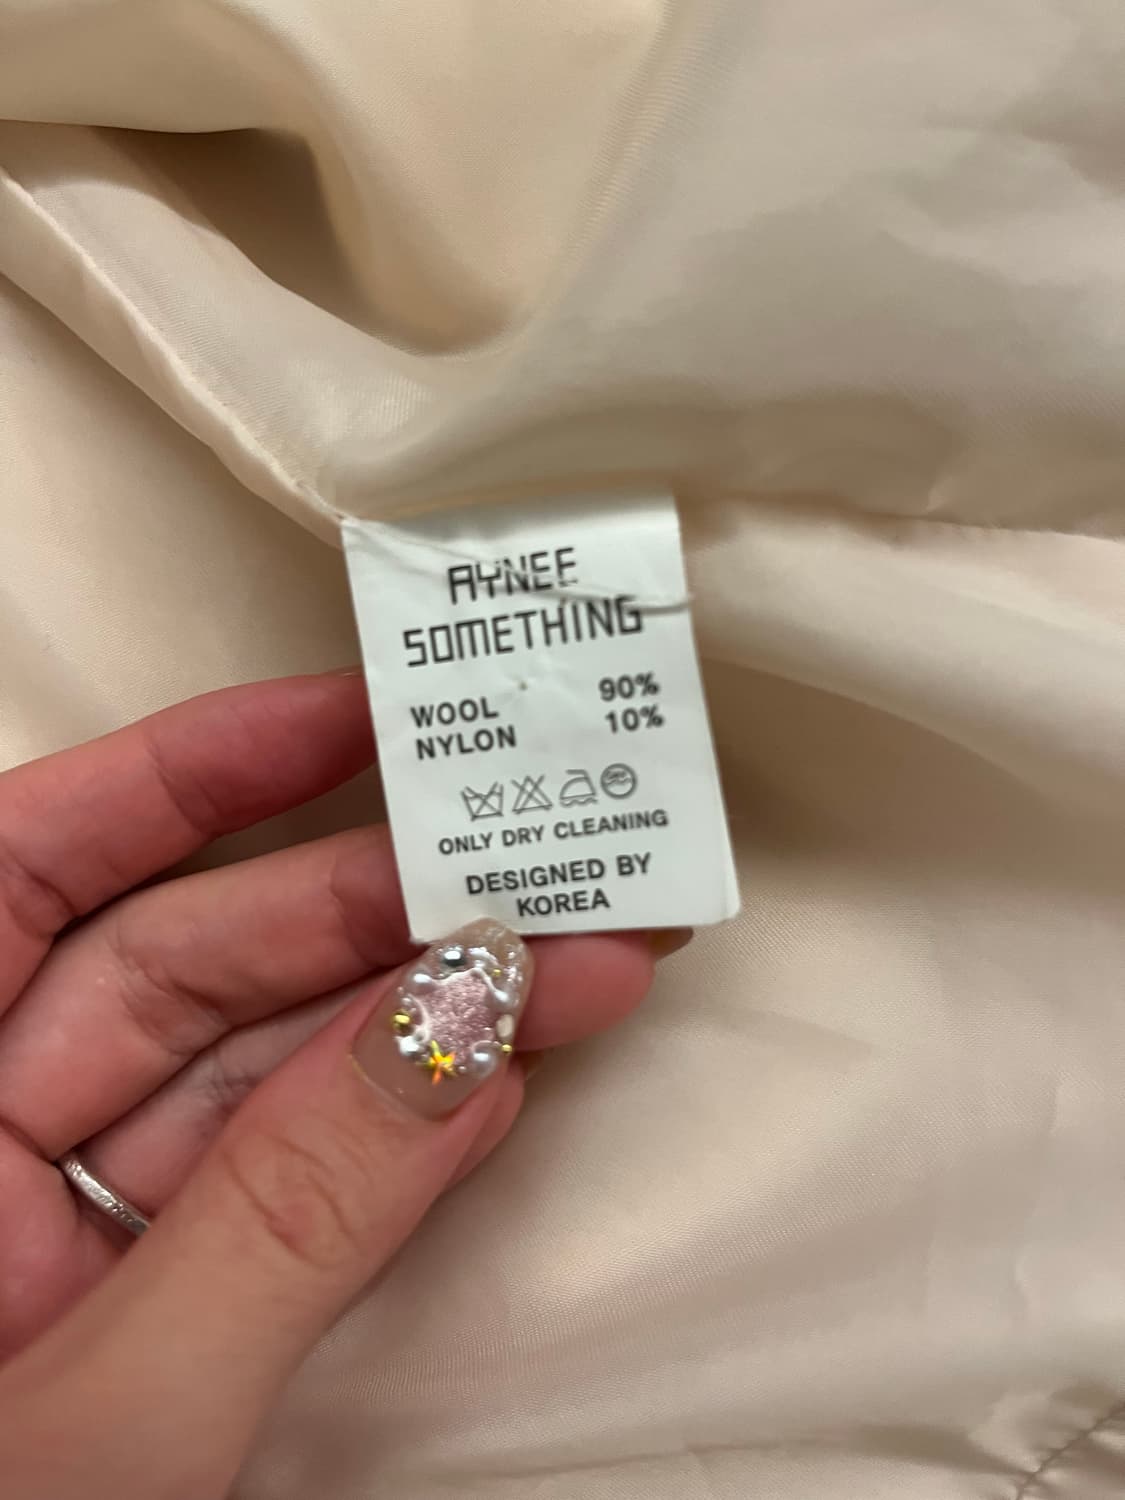 AYNEE
SOMETHING
WOOL 90%
NYLON 10%
ONLY DRY CLEANING
DESIGNED BY
KOREA